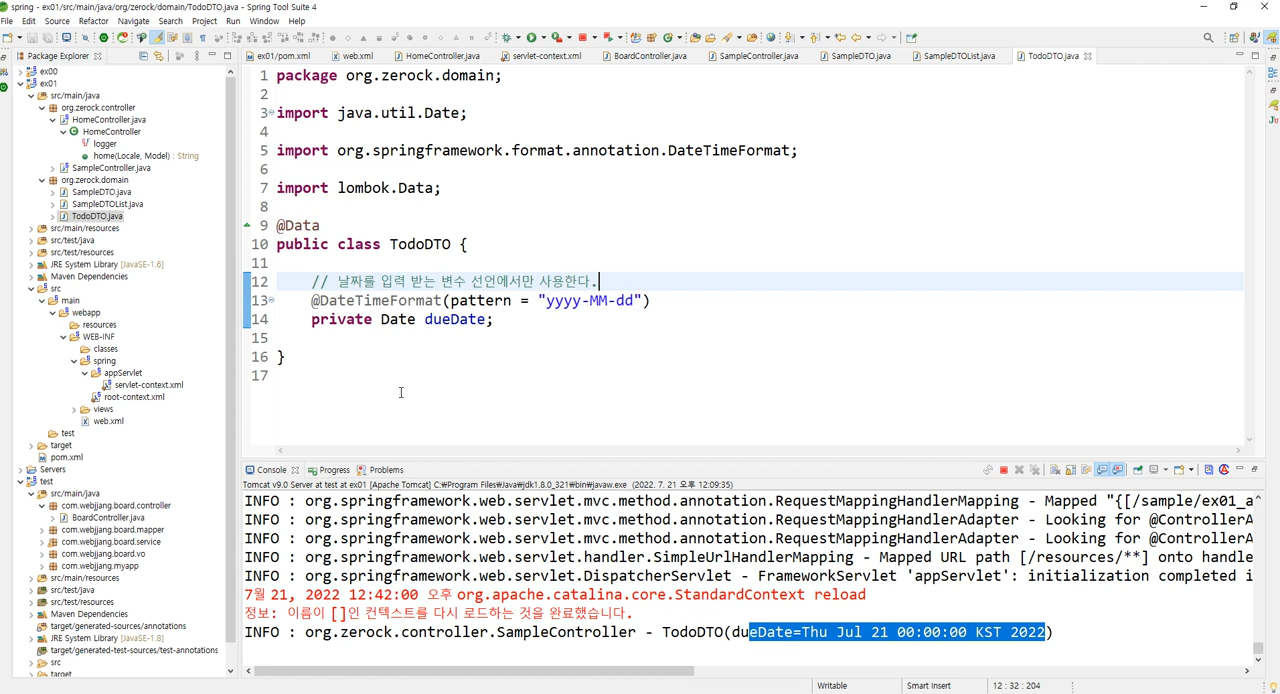 spring - ex01/src/main/java/org/zerock/domain/TodoDTO.java - Spring Tool Suite 4
File Edit Source Refactor Navigate Search Project Run Window Help
Package Explorer
ex00
ex01
src/main/java
org.zerock.controller
HomeController.java
HomeController
logger
home(Locale, Model) : String
SampleController.java
org.zerock.domain
SampleDTO.java
SampleDTOList.java
TodoDTO.java
src/main/resources
src/test/java
src/test/resources
JRE System Library [JavaSE-1.6]
Maven Dependencies
src
main
webapp
resources
WEB-INF
classes
spring
appServlet
servlet-context.xml
root-context.xml
views
web.xml
test
target
pom.xml
Servers
test
src/main/java
com.webjjang.board.controller
BoardController.java
com.webjjang.board.mapper
com.webjjang.board.service
com.webjjang.board.vo
com.webjjang.myapp
src/main/resources
src/test/java
src/test/resources
Maven Dependencies
target/generated-sources/annotations
JRE System Library [JavaSE-1.8]
target/generated-test-sources/test-annotations
src
target
ex01/pom.xml web.xml HomeController.java servlet-context.xml BoardController.java SampleController.java SampleDTO.java SampleDTOList.java TodoDTO.java
1 package org.zerock.domain;
2
3 import java.util.Date;
4
5 import org.springframework.format.annotation.DateTimeFormat;
6
7 import lombok.Data;
8
9 @Data
10 public class TodoDTO {
11
12 // 날짜를 입력 받는 변수 선언에서만 사용한다.
13 @DateTimeFormat(pattern = "yyyy-MM-dd")
14 private Date dueDate;
15
16 }
17
Console Progress Problems
Tomcat v9.0 Server at test at ex01 [Apache Tomcat] C:₩Program Files₩Java₩jdk1.8.0_321₩bin₩javaw.exe (2022. 7. 21 오후 12:09:35)
INFO : org.springframework.web.servlet.mvc.method.annotation.RequestMappingHandlerMapping - Mapped "{[/sample/ex01_a
INFO : org.springframework.web.servlet.mvc.method.annotation.RequestMappingHandlerAdapter - Looking for @ControllerA
INFO : org.springframework.web.servlet.mvc.method.annotation.RequestMappingHandlerAdapter - Looking for @ControllerA
INFO : org.springframework.web.servlet.handler.SimpleUrlHandlerMapping - Mapped URL path [/resources/**] onto handle
INFO : org.springframework.web.servlet.DispatcherServlet - FrameworkServlet 'appServlet': initialization completed i
7월 21, 2022 12:42:00 오후 org.apache.catalina.core.StandardContext reload
정보: 이름이 []인 컨텍스트를 다시 로드하는 것을 완료했습니다.
INFO : org.zerock.controller.SampleController - TodoDTO(dueDate=Thu Jul 21 00:00:00 KST 2022)
Writable Smart Insert 12 : 32 : 204